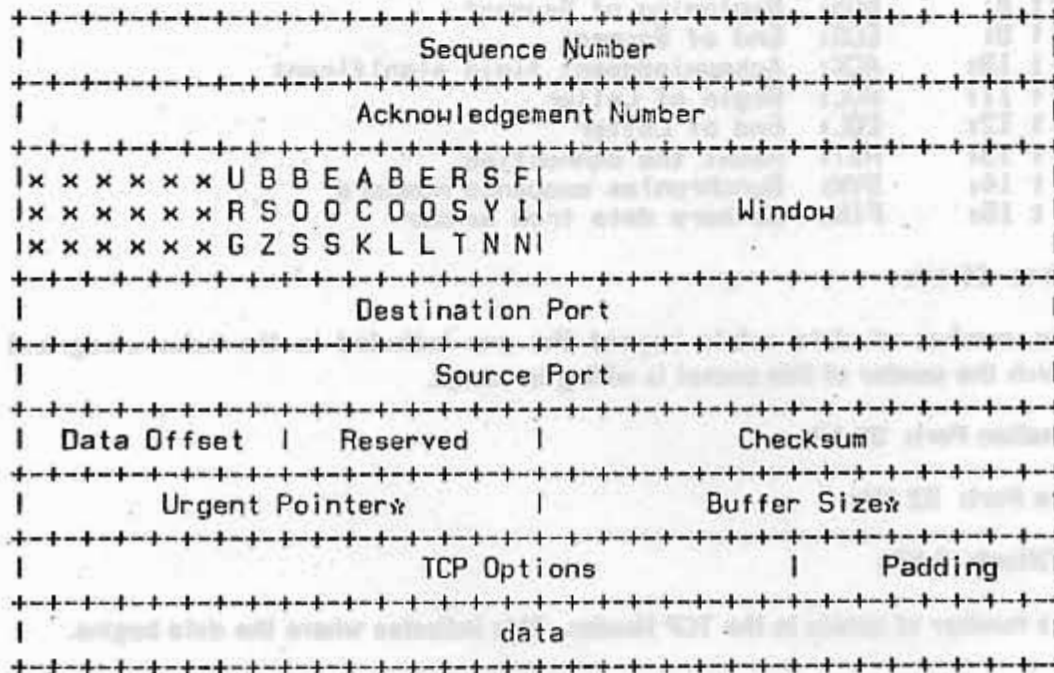 +-+-+-+-+-+-+-+-+-+-+-+-+-+-+-+-+-+-+-+-+-+-+-+-+-+-+-+-+-+-+-+-+
| Sequence Number
+-+-+-+-+-+-+-+-+-+-+-+-+-+-+-+-+-+-+-+-+-+-+-+-+-+-+-+-+-+-+-+-+
| Acknowledgement Number
+-+-+-+-+-+-+-+-+-+-+-+-+-+-+-+-+-+-+-+-+-+-+-+-+-+-+-+-+-+-+-+-+
|x x x x x x U B B E A B E R S F|
|x x x x x x R S O O C O O S Y I| Window
|x x x x x x G Z S S K L L T N N|
+-+-+-+-+-+-+-+-+-+-+-+-+-+-+-+-+-+-+-+-+-+-+-+-+-+-+-+-+-+-+-+-+
| Destination Port
+-+-+-+-+-+-+-+-+-+-+-+-+-+-+-+-+-+-+-+-+-+-+-+-+-+-+-+-+-+-+-+-+
| Source Port
+-+-+-+-+-+-+-+-+-+-+-+-+-+-+-+-+-+-+-+-+-+-+-+-+-+-+-+-+-+-+-+-+
| Data Offset | Reserved | Checksum
+-+-+-+-+-+-+-+-+-+-+-+-+-+-+-+-+-+-+-+-+-+-+-+-+-+-+-+-+-+-+-+-+
| Urgent Pointer* | Buffer Size*
+-+-+-+-+-+-+-+-+-+-+-+-+-+-+-+-+-+-+-+-+-+-+-+-+-+-+-+-+-+-+-+-+
| TCP Options | Padding
+-+-+-+-+-+-+-+-+-+-+-+-+-+-+-+-+-+-+-+-+-+-+-+-+-+-+-+-+-+-+-+-+
| data
+-+-+-+-+-+-+-+-+-+-+-+-+-+-+-+-+-+-+-+-+-+-+-+-+-+-+-+-+-+-+-+-+